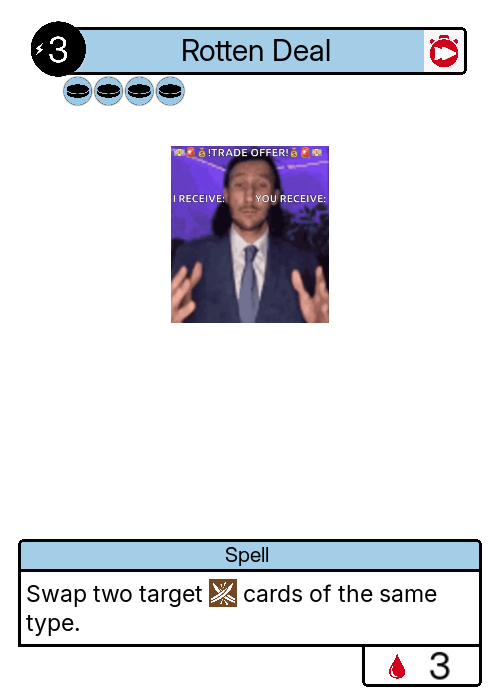 3
Rotten Deal
!TRADE OFFER!
I RECEIVE: YOU RECEIVE:
Spell
Swap two target cards of the same
type.
3